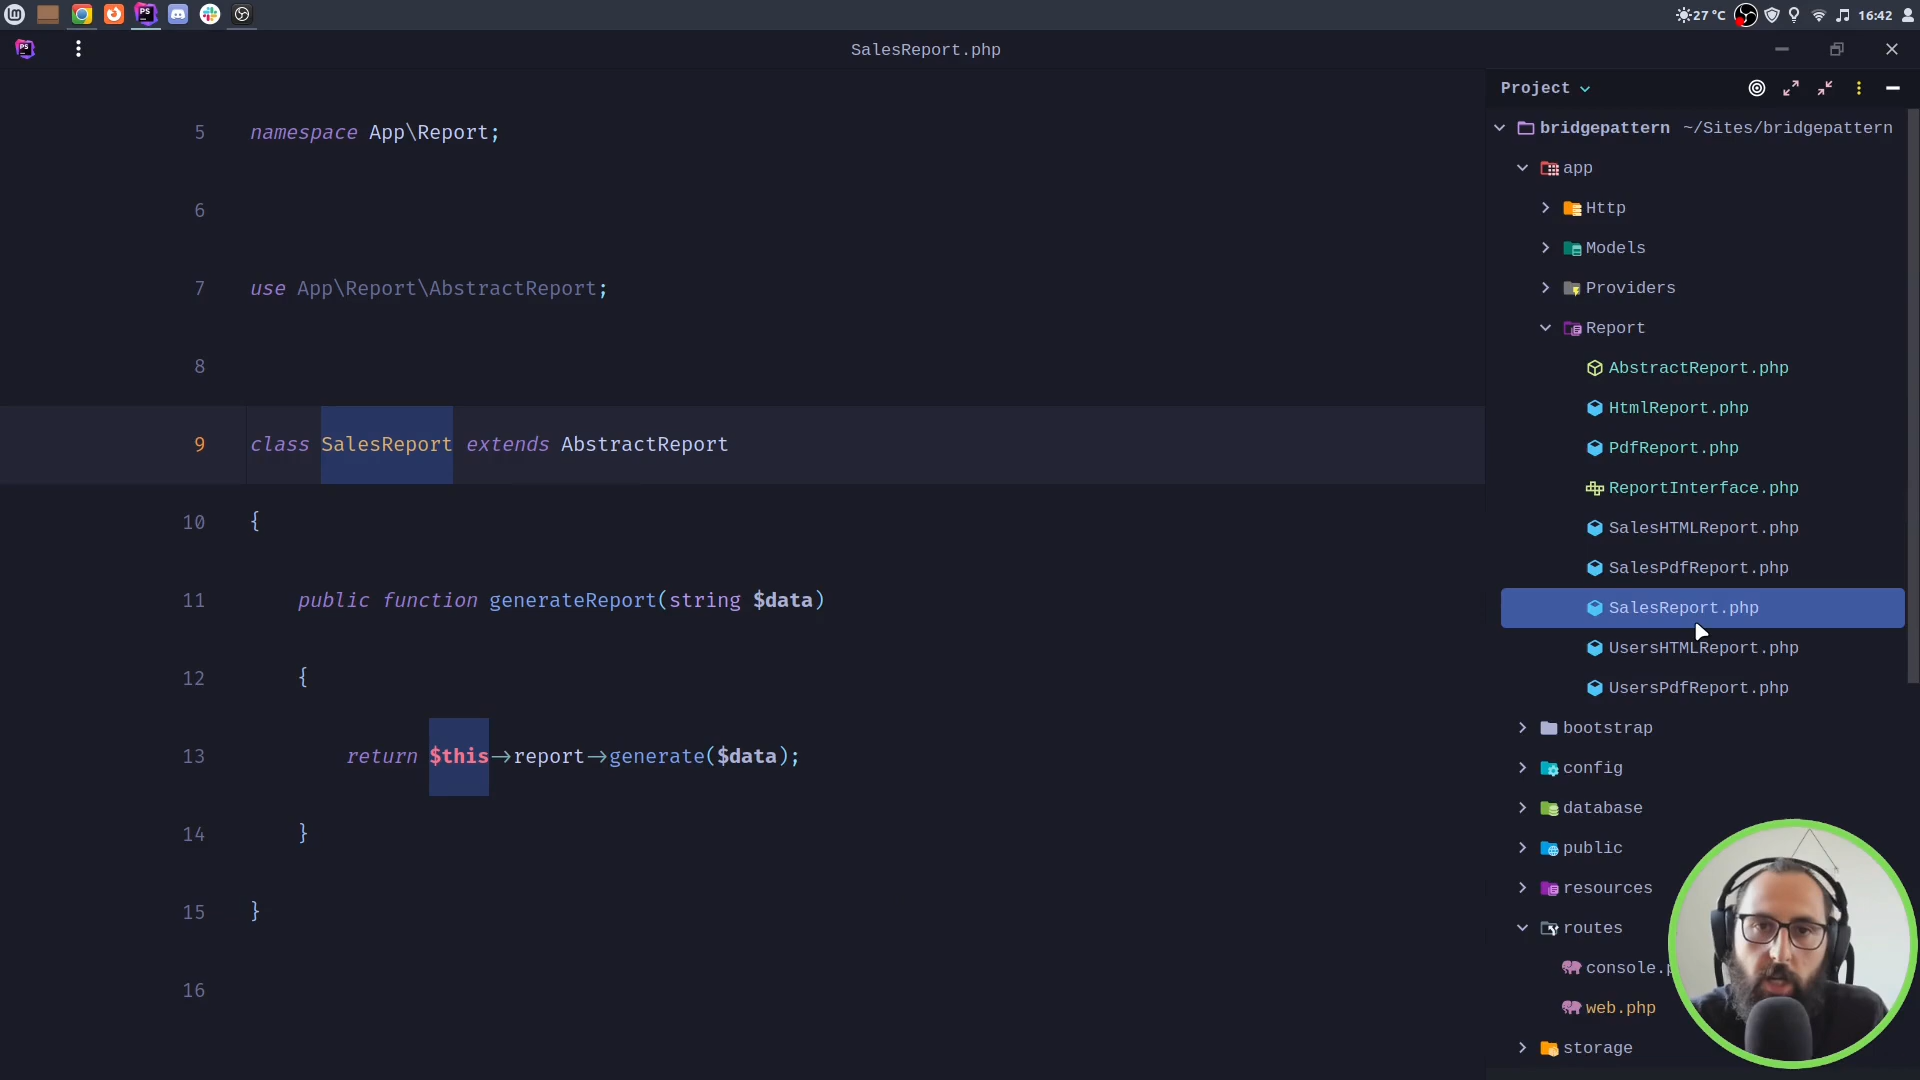 27 °C
16:42
PS
SalesReport.php
Project
5 namespace App\Report;
6
7 use App\Report\AbstractReport;
8
9 class SalesReport extends AbstractReport
10 {
11 public function generateReport(string $data)
12 {
13 return $this->report->generate($data);
14 }
15 }
16
bridgepattern ~/Sites/bridgepattern
app
Http
Models
Providers
Report
AbstractReport.php
HtmlReport.php
PdfReport.php
ReportInterface.php
SalesHTMLReport.php
SalesPdfReport.php
SalesReport.php
UsersHTMLReport.php
UsersPdfReport.php
bootstrap
config
database
public
resources
routes
console.p
web.php
storage